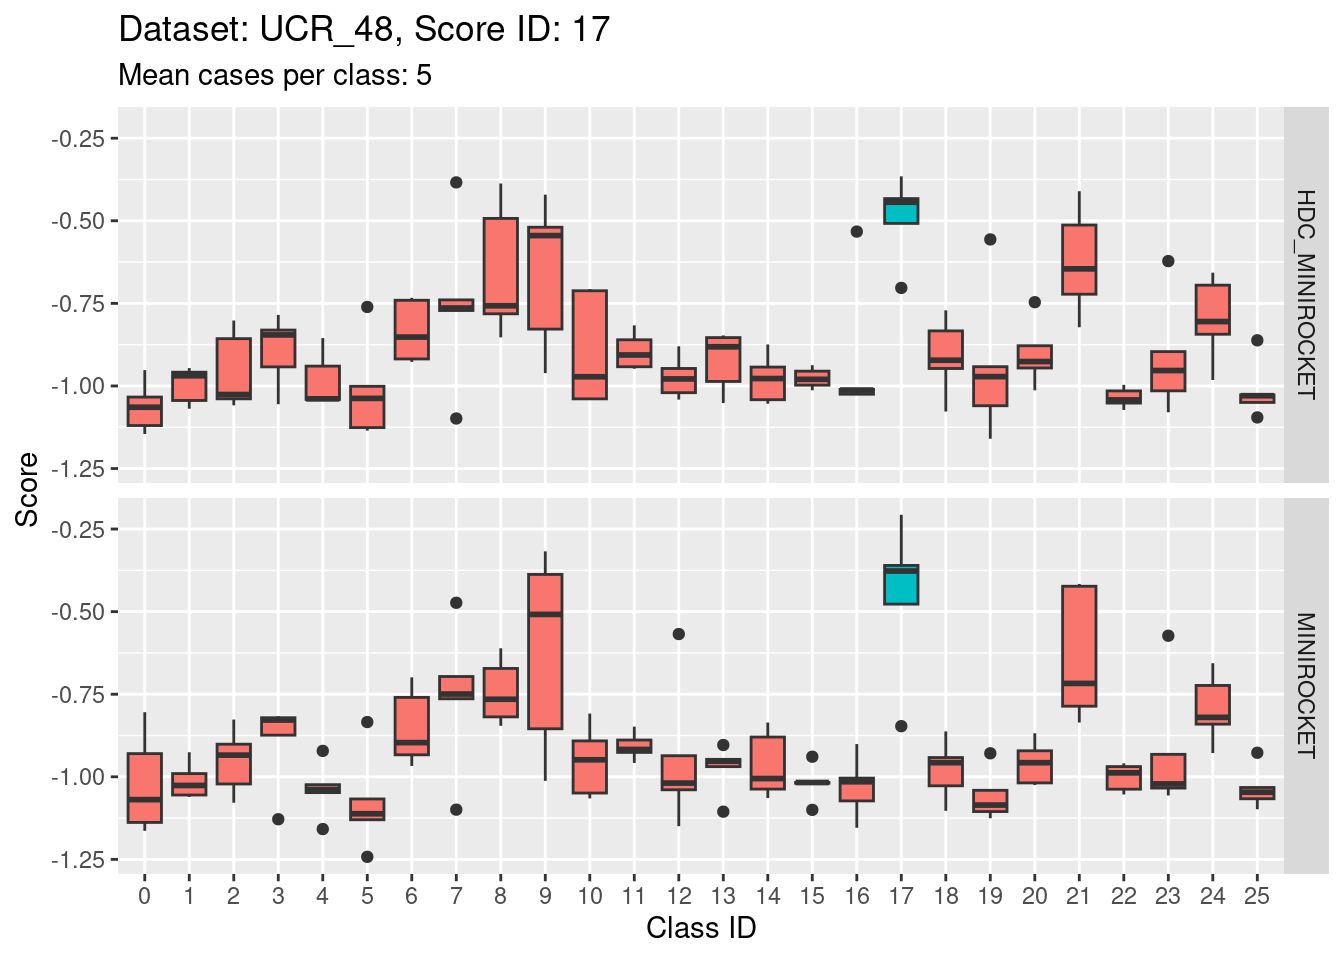 Dataset: UCR_48, Score ID: 17
Mean cases per class: 5
-0.25
-0.50
-0.75
-1.00
-1.25
HDC_MINIROCKET
Score
-0.25
-0.50
-0.75
-1.00
-1.25
MINIROCKET
0 1 2 3 4 5 6 7 8 9 10 11 12 13 14 15 16 17 18 19 20 21 22 23 24 25
Class ID